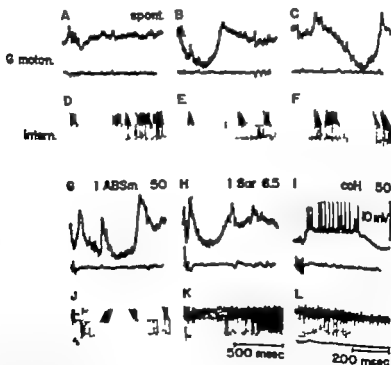 A spont. B C
G moton.
D E F
Intern.
G 1 ABSm 50 H 1 Sar 6.5 I coH 50
10 mV
J K L
500 msec
200 msec